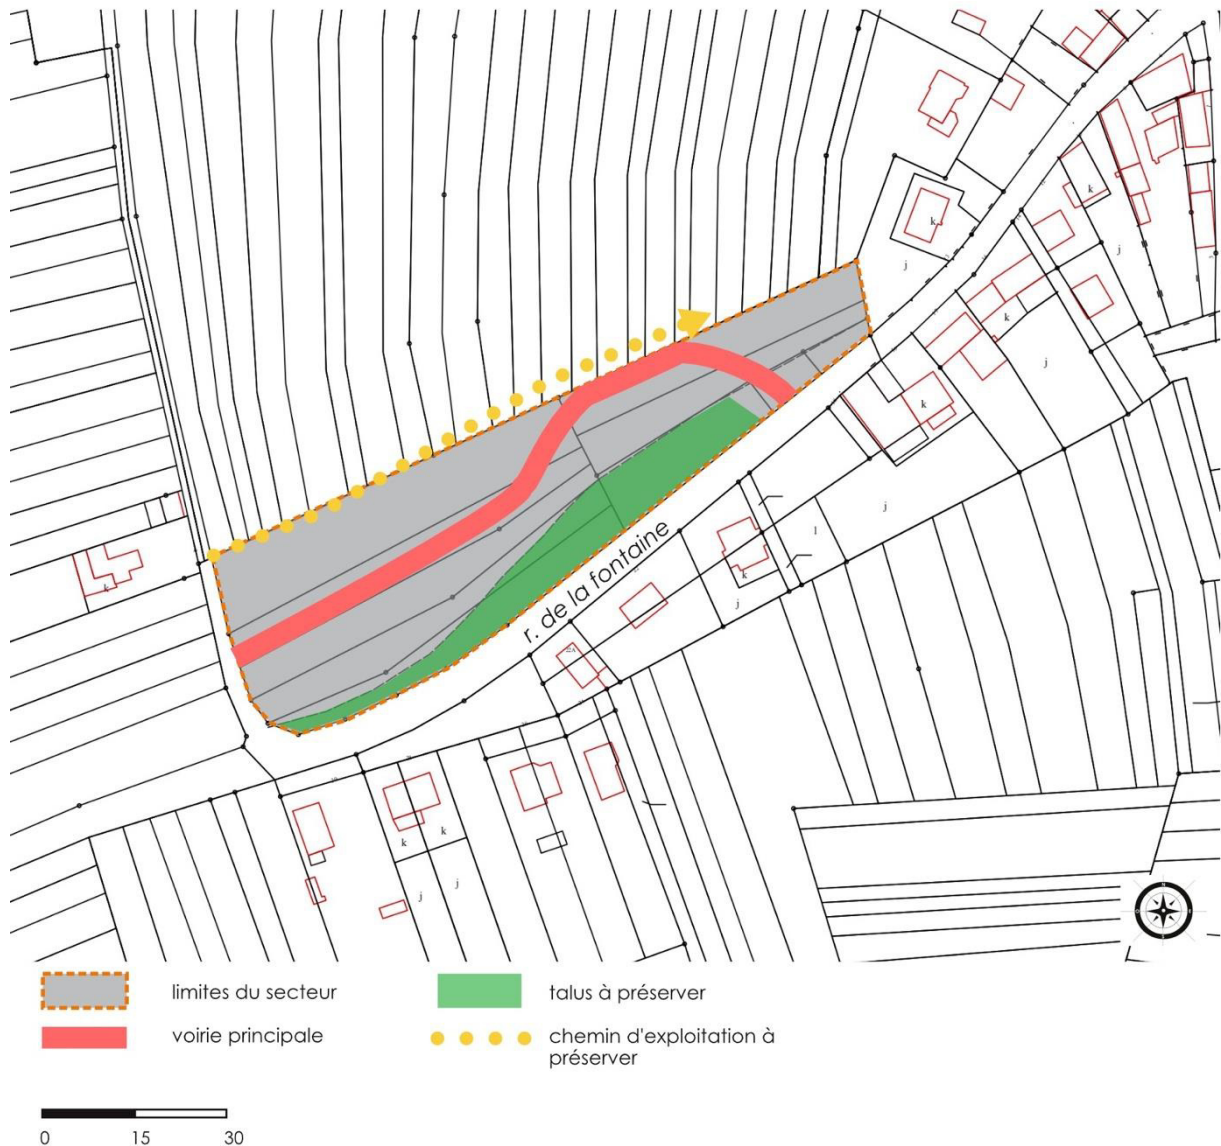 k
k
j
k
j
k
j
k
j
l
r. de la fontaine
k
j
k
k
k
j
j
limites du secteur
talus à préserver
voirie principale
chemin d'exploitation à
préserver
0 15 30